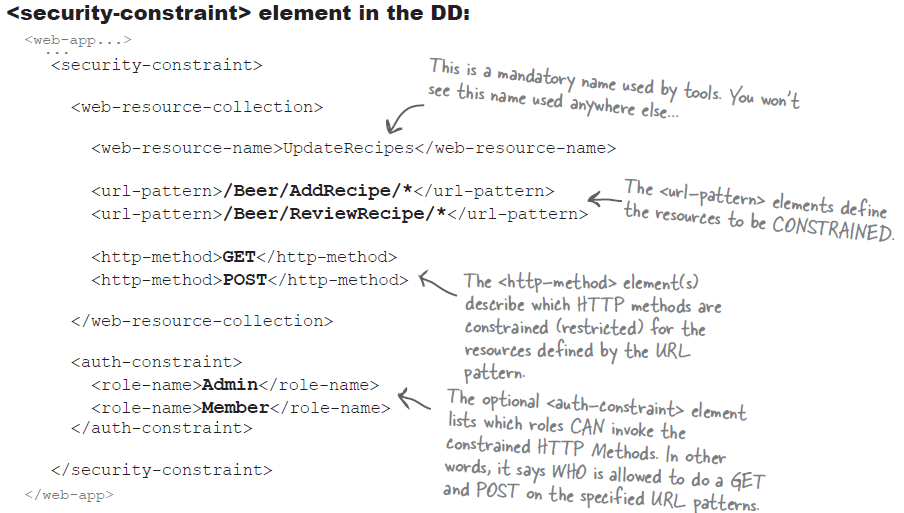 <security-constraint> element in the DD:
<web-app...>
...
<security-constraint>
This is a mandatory name used by tools. You won't
see this name used anywhere else...
<web-resource-collection>
<web-resource-name>UpdateRecipes</web-resource-name>
<url-pattern>/Beer/AddRecipe/*</url-pattern>
<url-pattern>/Beer/ReviewRecipe/*</url-pattern>
The <url-pattern> elements define
the resources to be CONSTRAINED.
<http-method>GET</http-method>
<http-method>POST</http-method>
The <http-method> element(s)
describe which HTTP methods are
constrained (restricted) for the
resources defined by the URL
pattern.
</web-resource-collection>
<auth-constraint>
<role-name>Admin</role-name>
<role-name>Member</role-name>
</auth-constraint>
The optional <auth-constraint> element
lists which roles CAN invoke the
constrained HTTP Methods. In other
words, it says WHO is allowed to do a GET
and POST on the specified URL patterns.
</security-constraint>
</web-app>